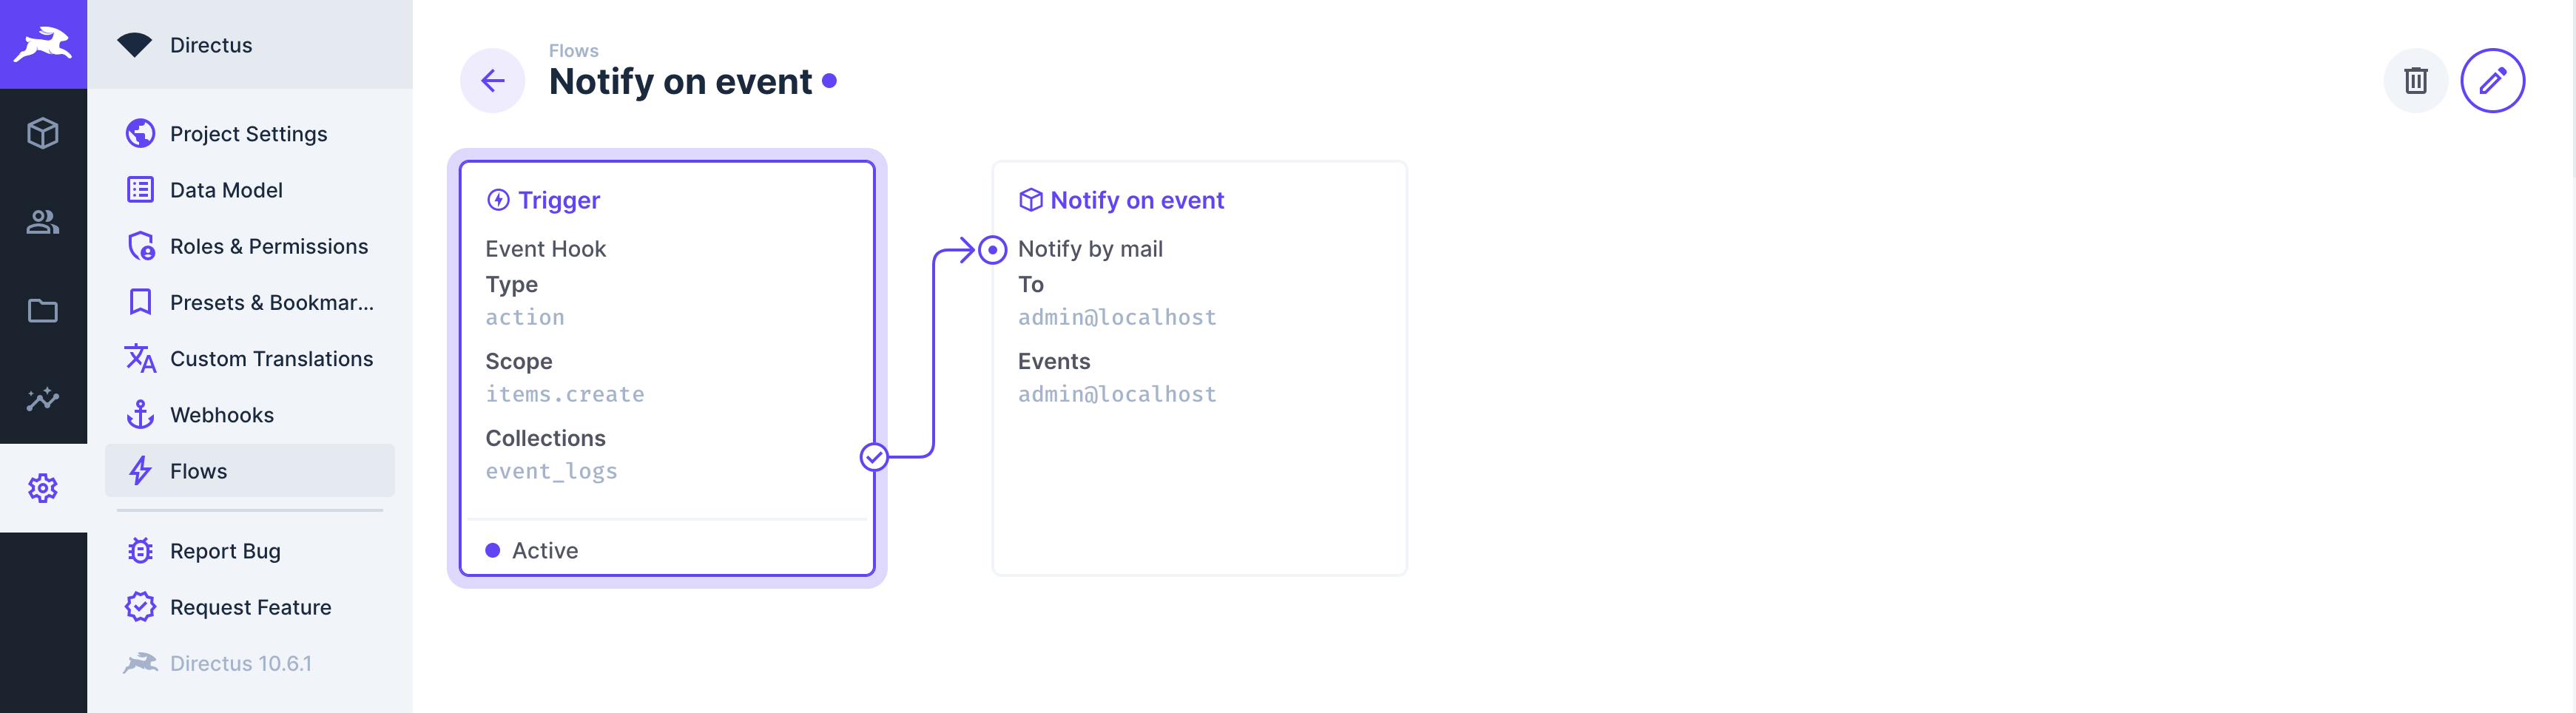 Directus
Project Settings
Data Model
Roles & Permissions
Presets & Bookmar...
Custom Translations
Webhooks
Flows
Report Bug
Request Feature
Directus 10.6.1
Flows
Notify on event
Trigger
Event Hook
Type
action
Scope
items.create
Collections
event_logs
Active
Notify on event
Notify by mail
To
admin@localhost
Events
admin@localhost